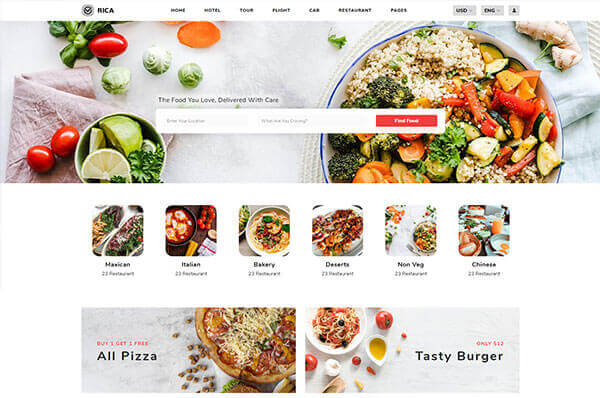 RICA
HOME HOTEL TOUR FLIGHT CAB RESTAURANT PAGES USD ENG
The Food You Love, Delivered With Care
Enter Your Location What Are You Craving? Find Food
Maxican Italian Bakery Deserts Non Veg Chinese
23 Restaurant 23 Restaurant 23 Restaurant 23 Restaurant 23 Restaurant 23 Restaurant
BUY 1 GET 1 FREE
All Pizza
ONLY $12
Tasty Burger